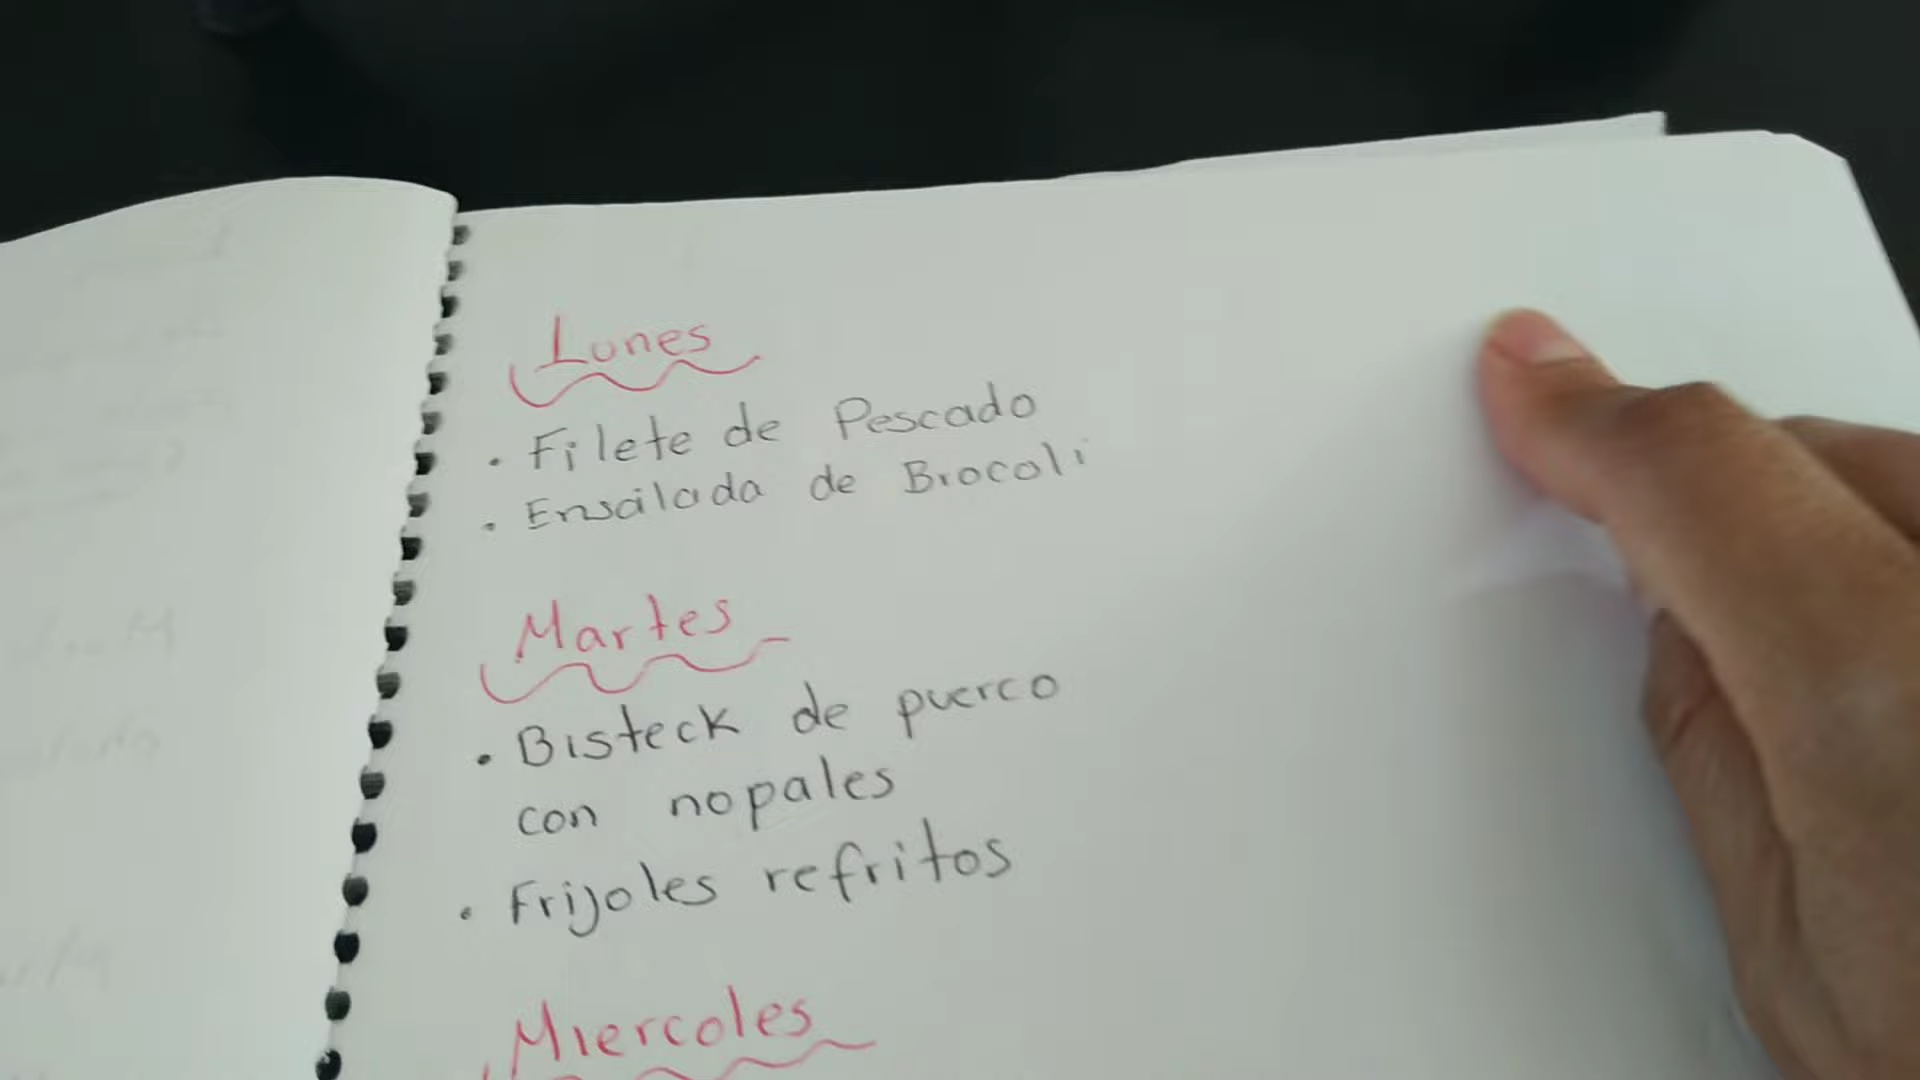 Lunes
• Filete de Pescado
• Ensalada de Brocoli
Martes
• Bisteck de puerco
con nopales
• Frijoles refritos
Miercoles